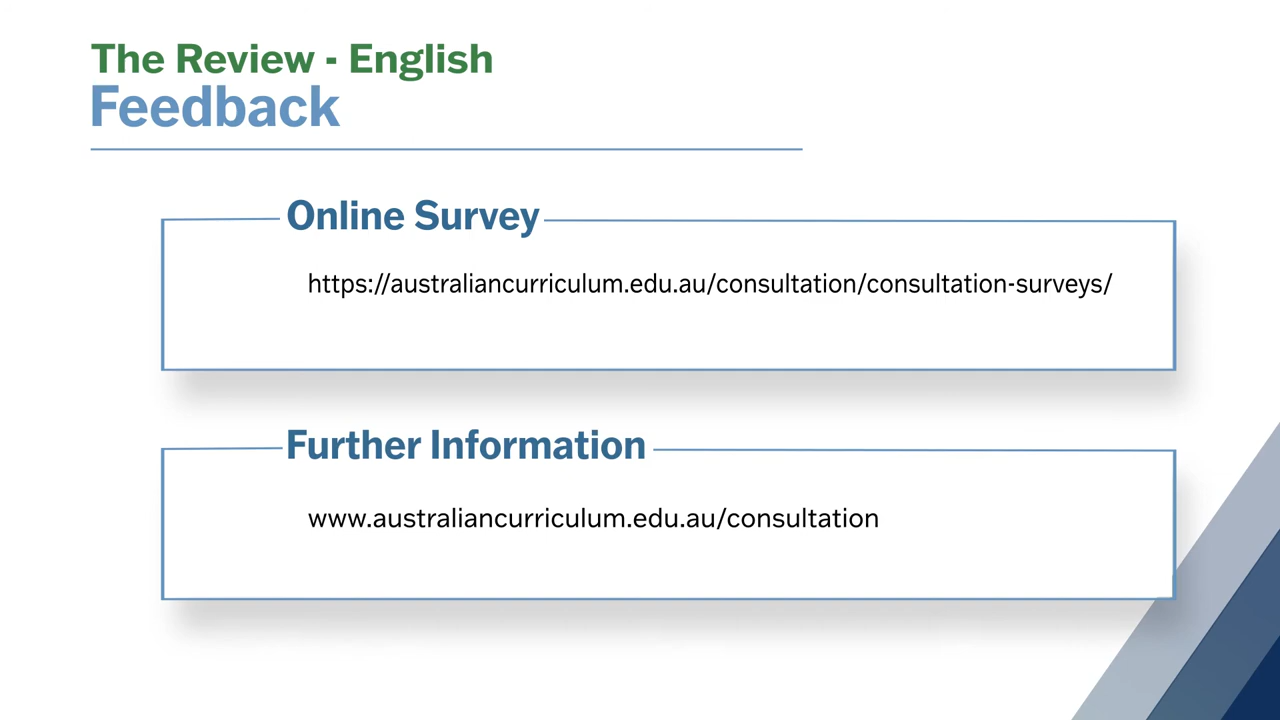 The Review - English
Feedback
Online Survey
https://australiancurriculum.edu.au/consultation/consultation-surveys/
Further Information
www.australiancurriculum.edu.au/consultation